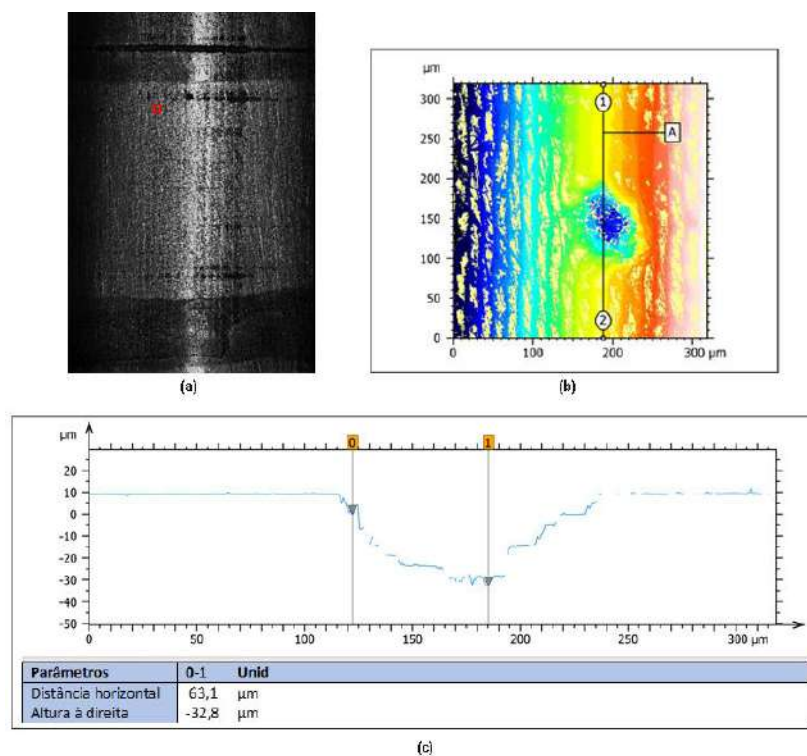 (a)
µm
300
250
200
150
100
50
0
0 100 200 300 µm
1
A
2
(b)
µm
0 1
20
10
0
-10
-20
-30
-40
-50
0 50 100 150 200 250 300 µm
Parâmetros 0-1 Unid
Distância horizontal 63,1 µm
Altura à direita -32,8 µm
(c)